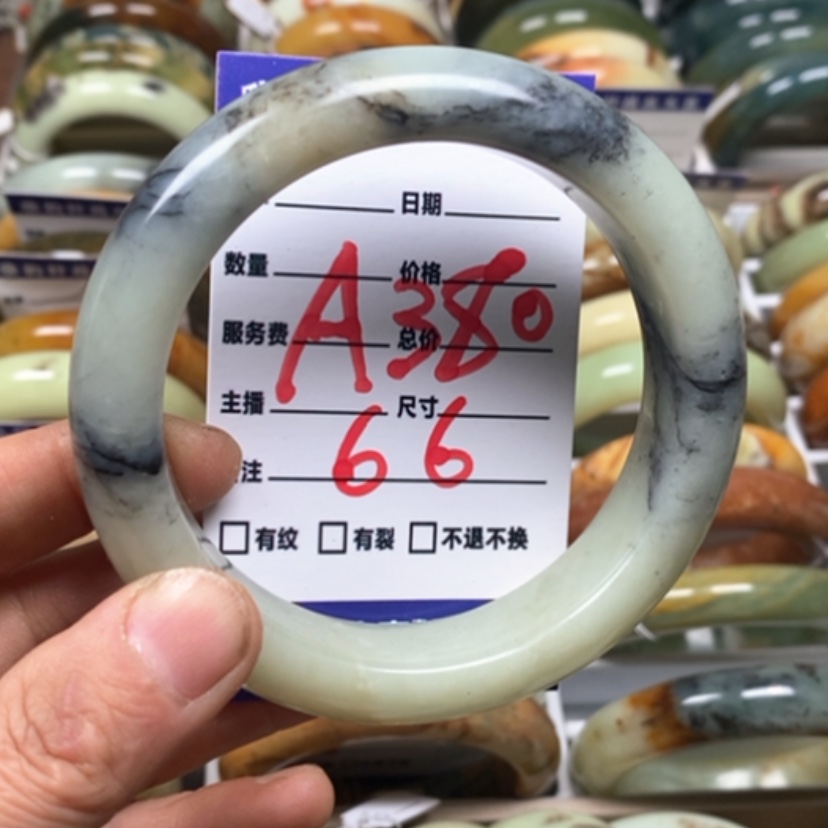 日期
数量 价格
A380
服务费 总价
主播 尺寸
66
注
有纹 有裂 不退不换